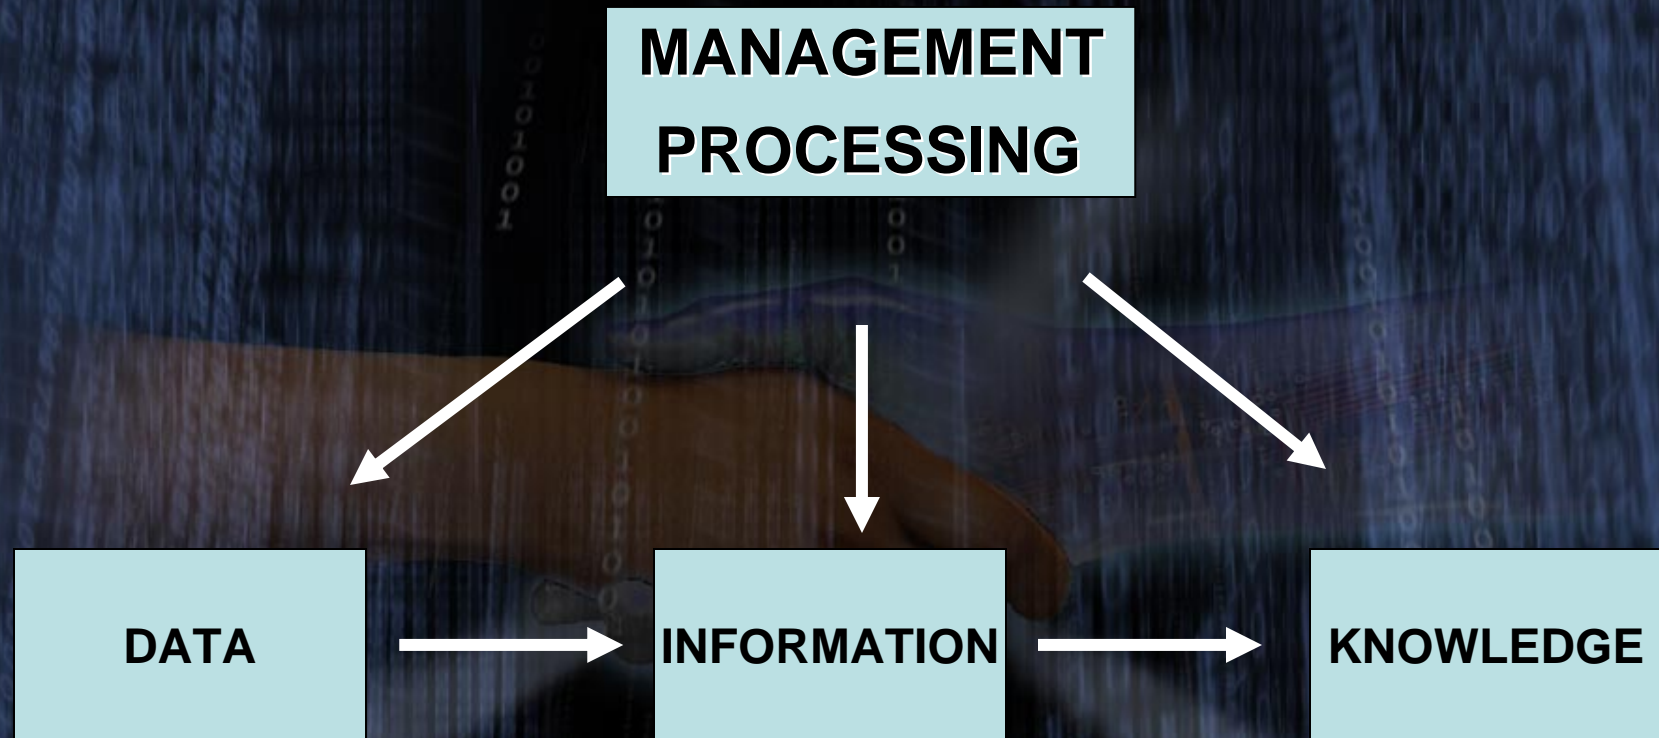 MANAGEMENT
PROCESSING
DATA
INFORMATION
KNOWLEDGE